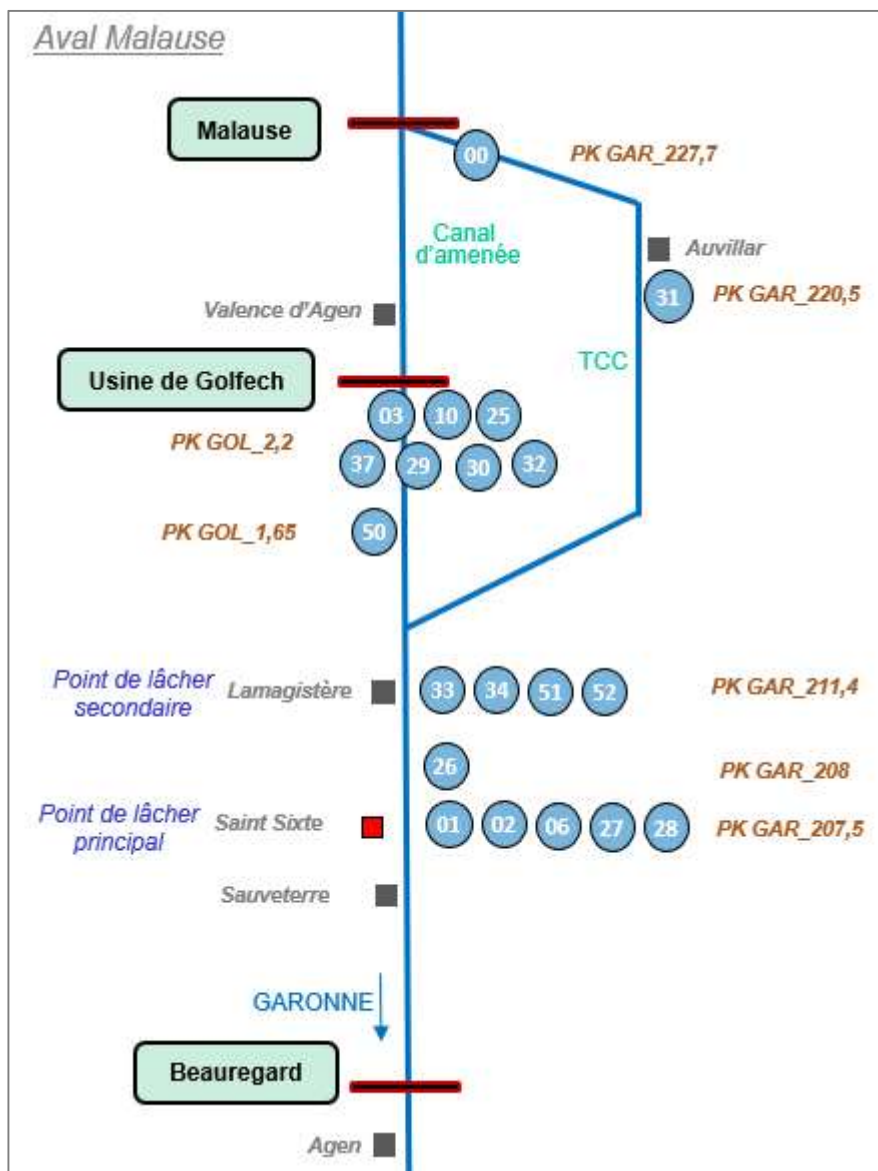 Aval Malause
Malause
00
PK GAR_227,7
Canal
d'amenée
Auvillar
31
PK GAR_220,5
Valence d'Agen
TCC
Usine de Golfech
03 10 25
PK GOL_2,2
37 29 30 32
PK GOL_1,65
50
Point de lâcher
secondaire
Lamagistère
33 34 51 52
PK GAR_211,4
26
PK GAR_208
Point de lâcher
principal
Saint Sixte
01 02 06 27 28
PK GAR_207,5
Sauveterre
GARONNE
Beauregard
Agen